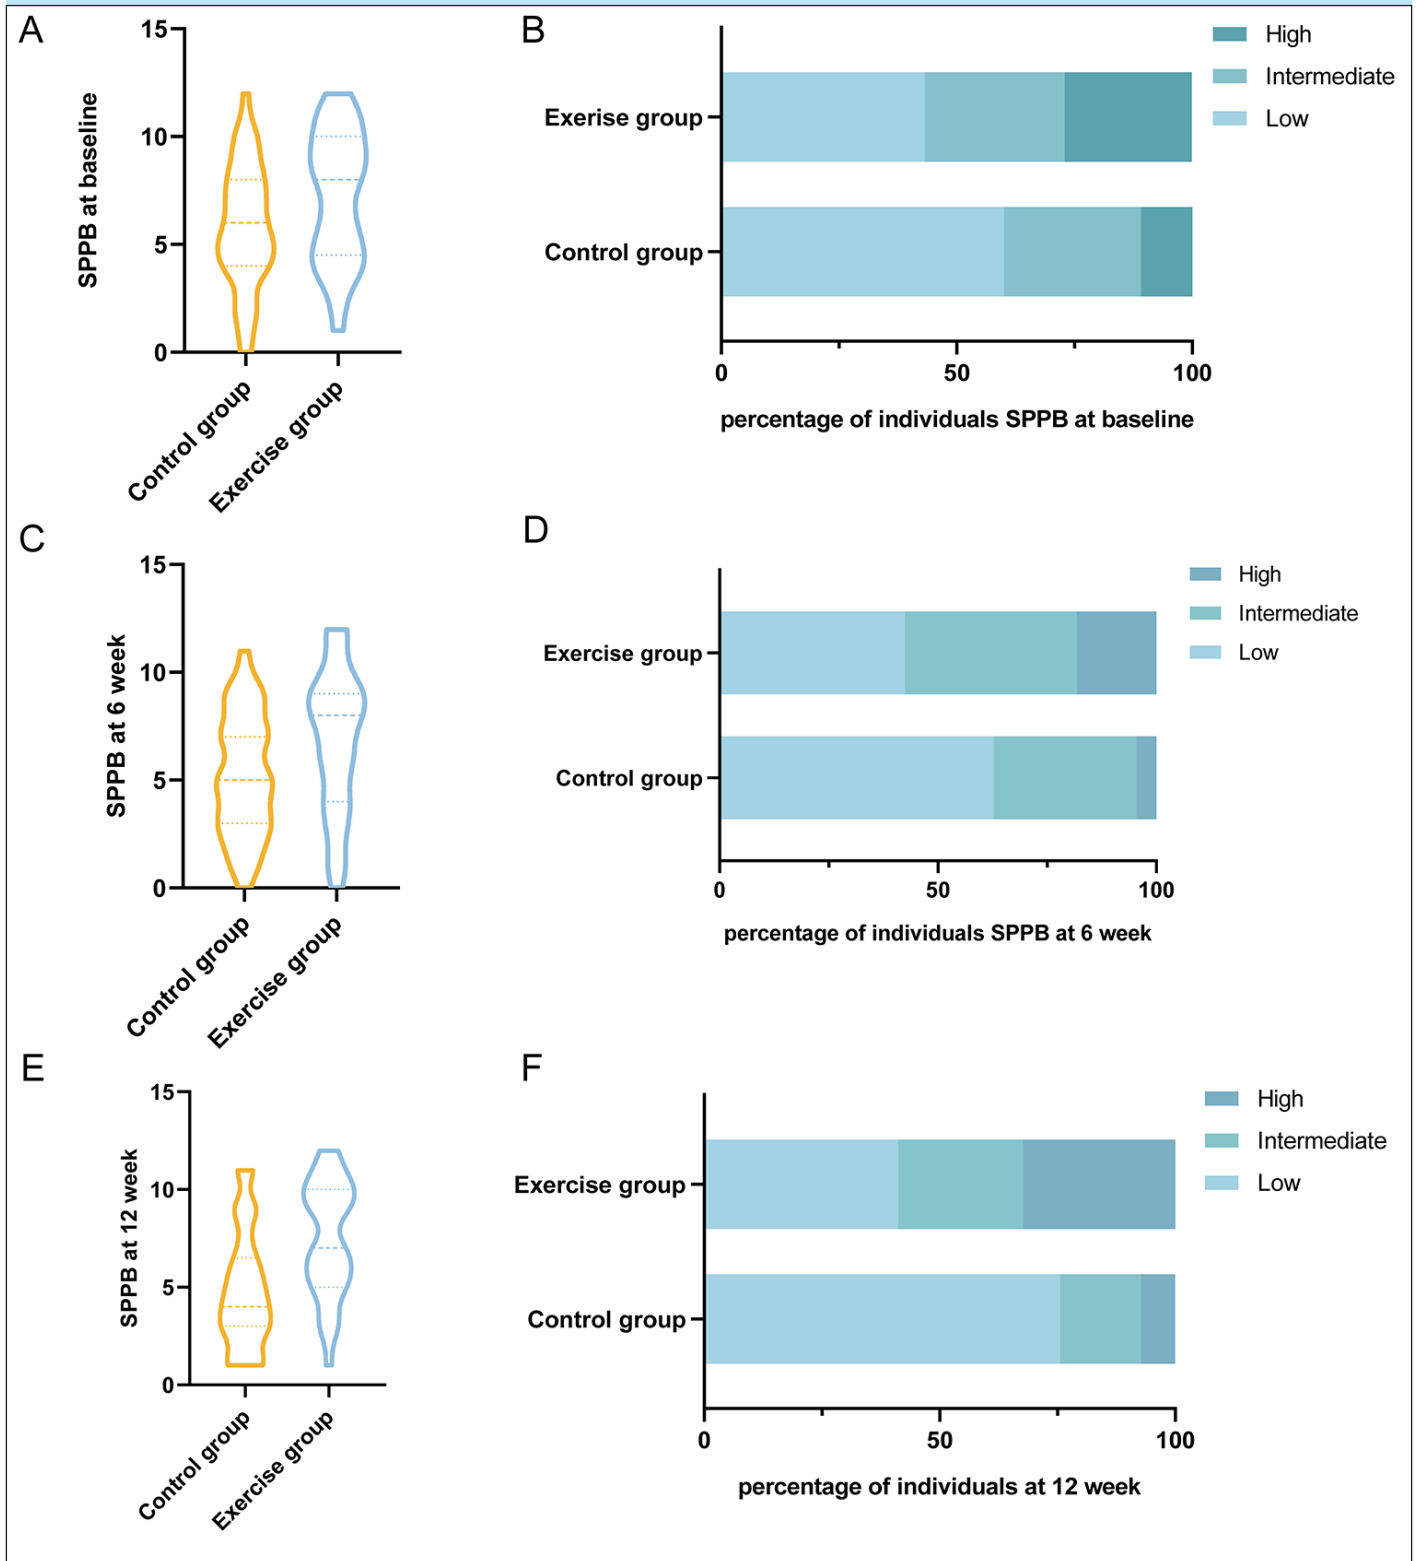 A
15
10
5
0
SPPB at baseline
Control group
Exercise group
B
High
Intermediate
Low
Exerise group
Control group
0
50
100
percentage of individuals SPPB at baseline
C
15
10
5
0
SPPB at 6 week
Control group
Exercise group
D
High
Intermediate
Low
Exercise group
Control group
0
50
100
percentage of individuals SPPB at 6 week
E
15
10
5
0
SPPB at 12 week
Control group
Exercise group
F
High
Intermediate
Low
Exercise group
Control group
0
50
100
percentage of individuals at 12 week